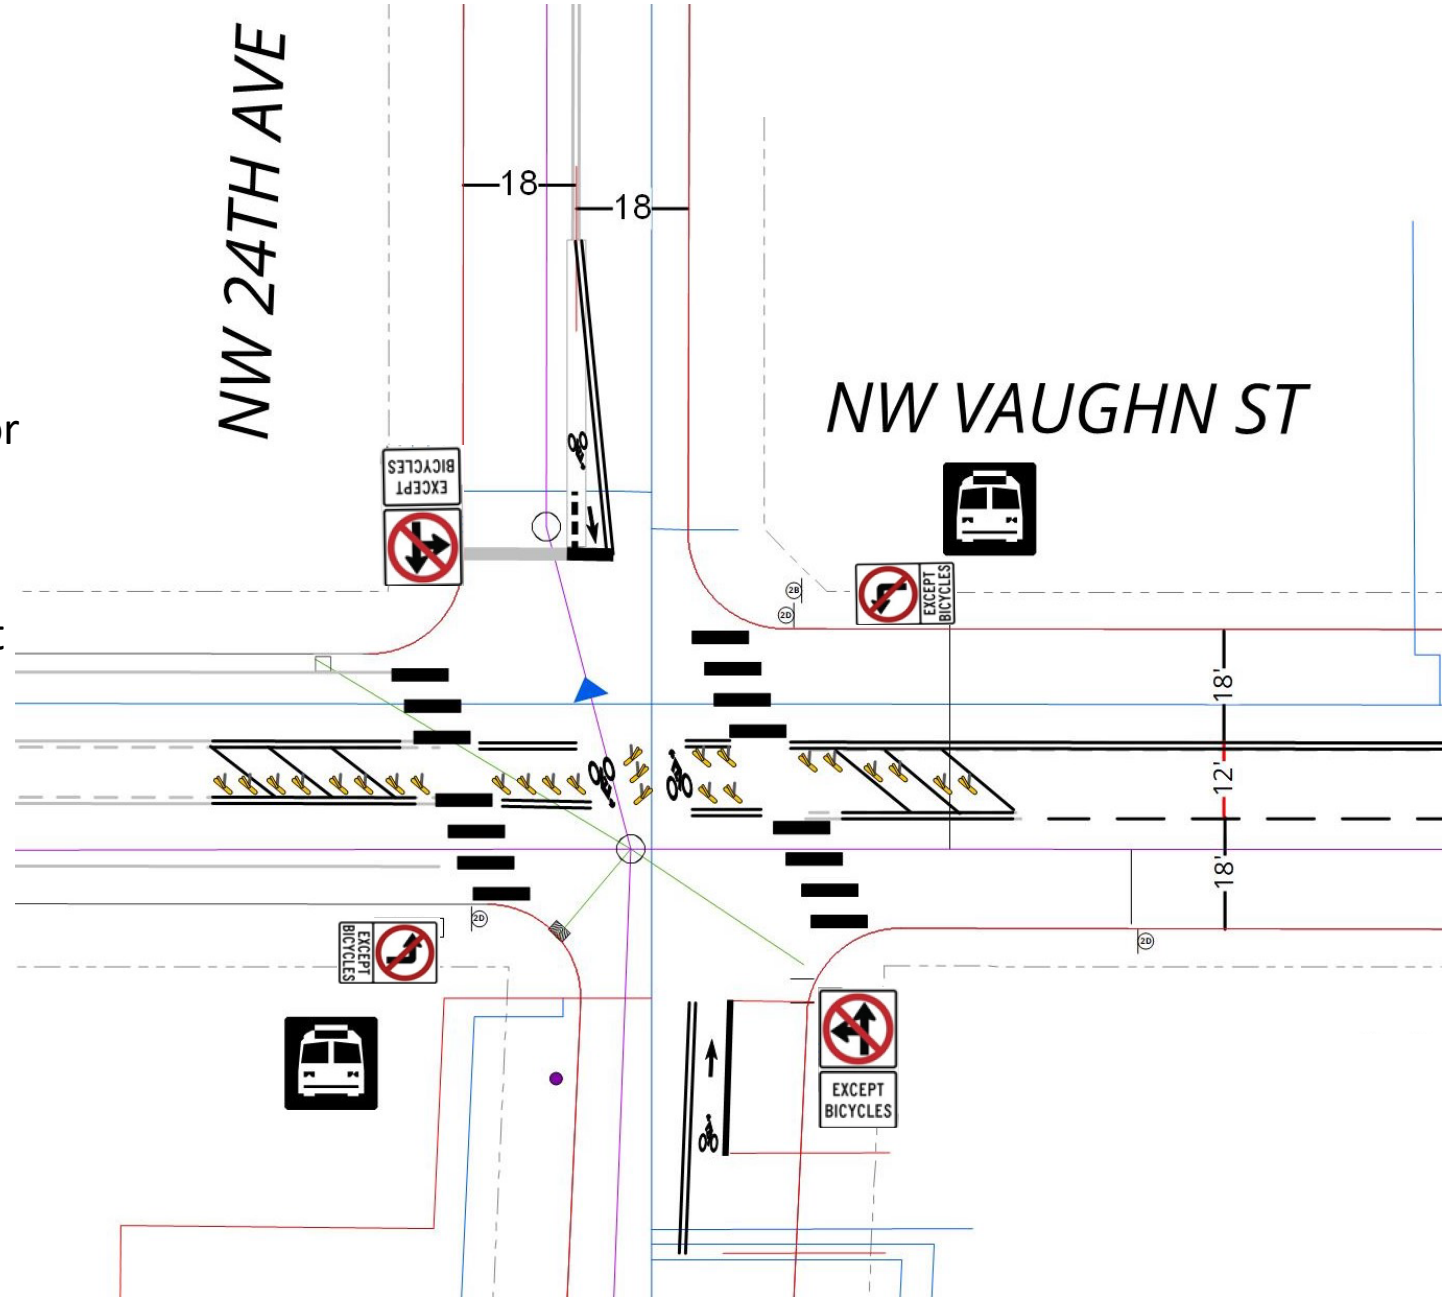 NW 24TH AVE
18
18
or
NW VAUGHN ST
EXCEPT
BICYCLES
EXCEPT
BICYCLES
2B
2D
t
18'
12'
18'
2D
2D
EXCEPT
BICYCLES
EXCEPT
BICYCLES